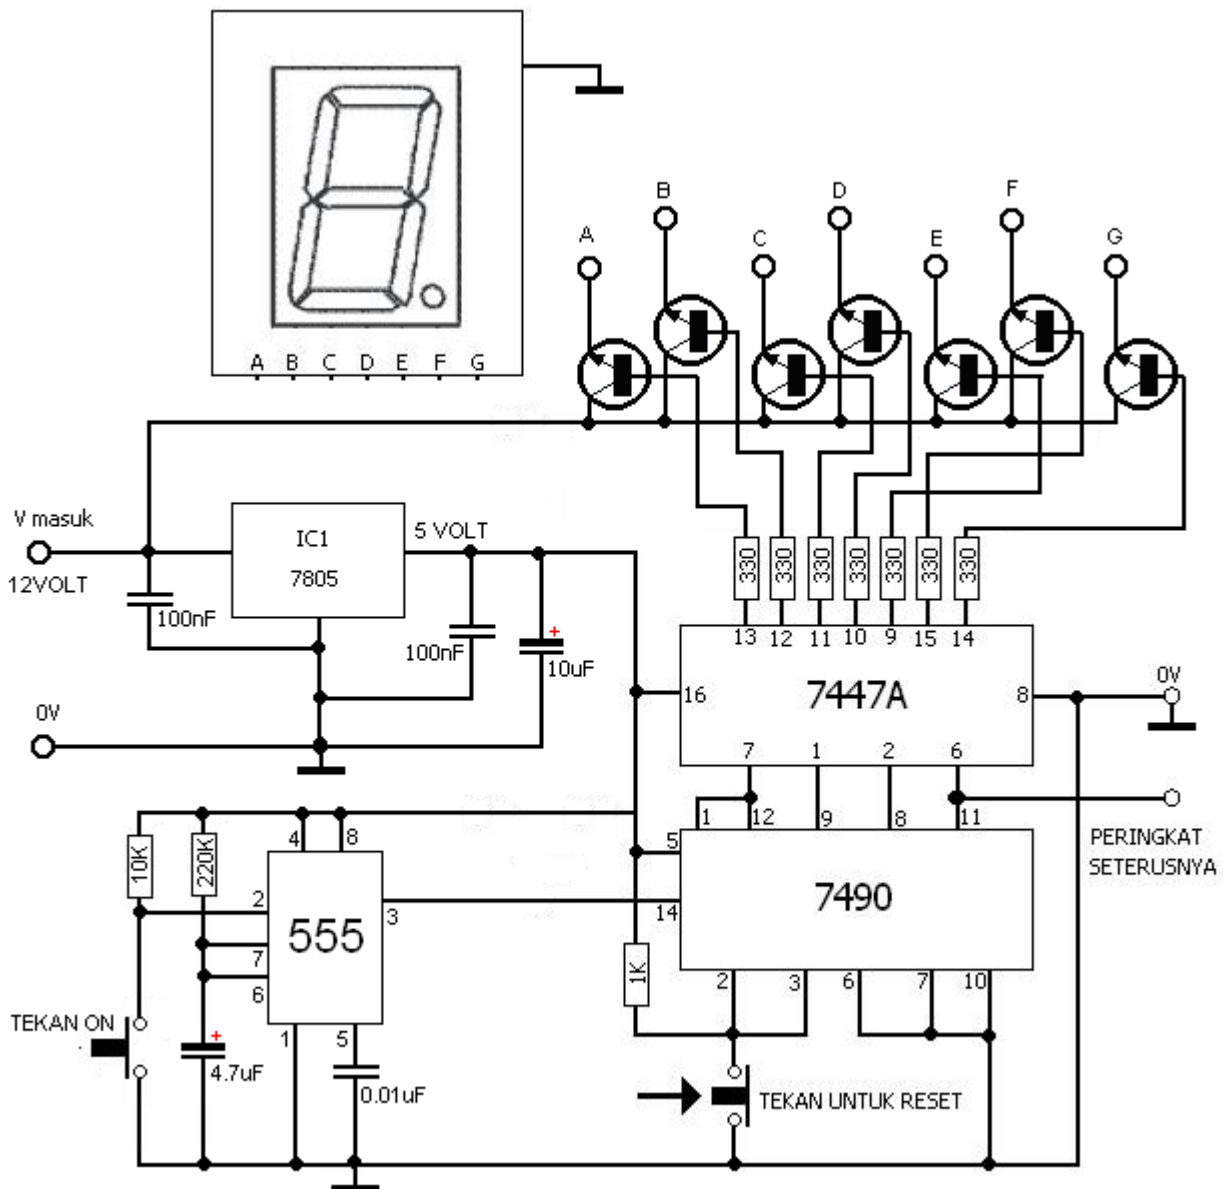 A B C D E F G
A
B
C
D
E
F
G
V masuk
12VOLT
IC1
7805
5 VOLT
100nF
100nF
+
10uF
0V
330 330 330 330 330 330 330
13 12 11 10 9 15 14
16
7447A
8
0V
7 1 2 6
1 12 9 8 11
5
7490
14
2 3 6 7 10
PERINGKAT
SETERUSNYA
10K
220K
4 8
2
7
6
555
3
1 5
1K
TEKAN ON
+
4.7uF
0.01uF
TEKAN UNTUK RESET